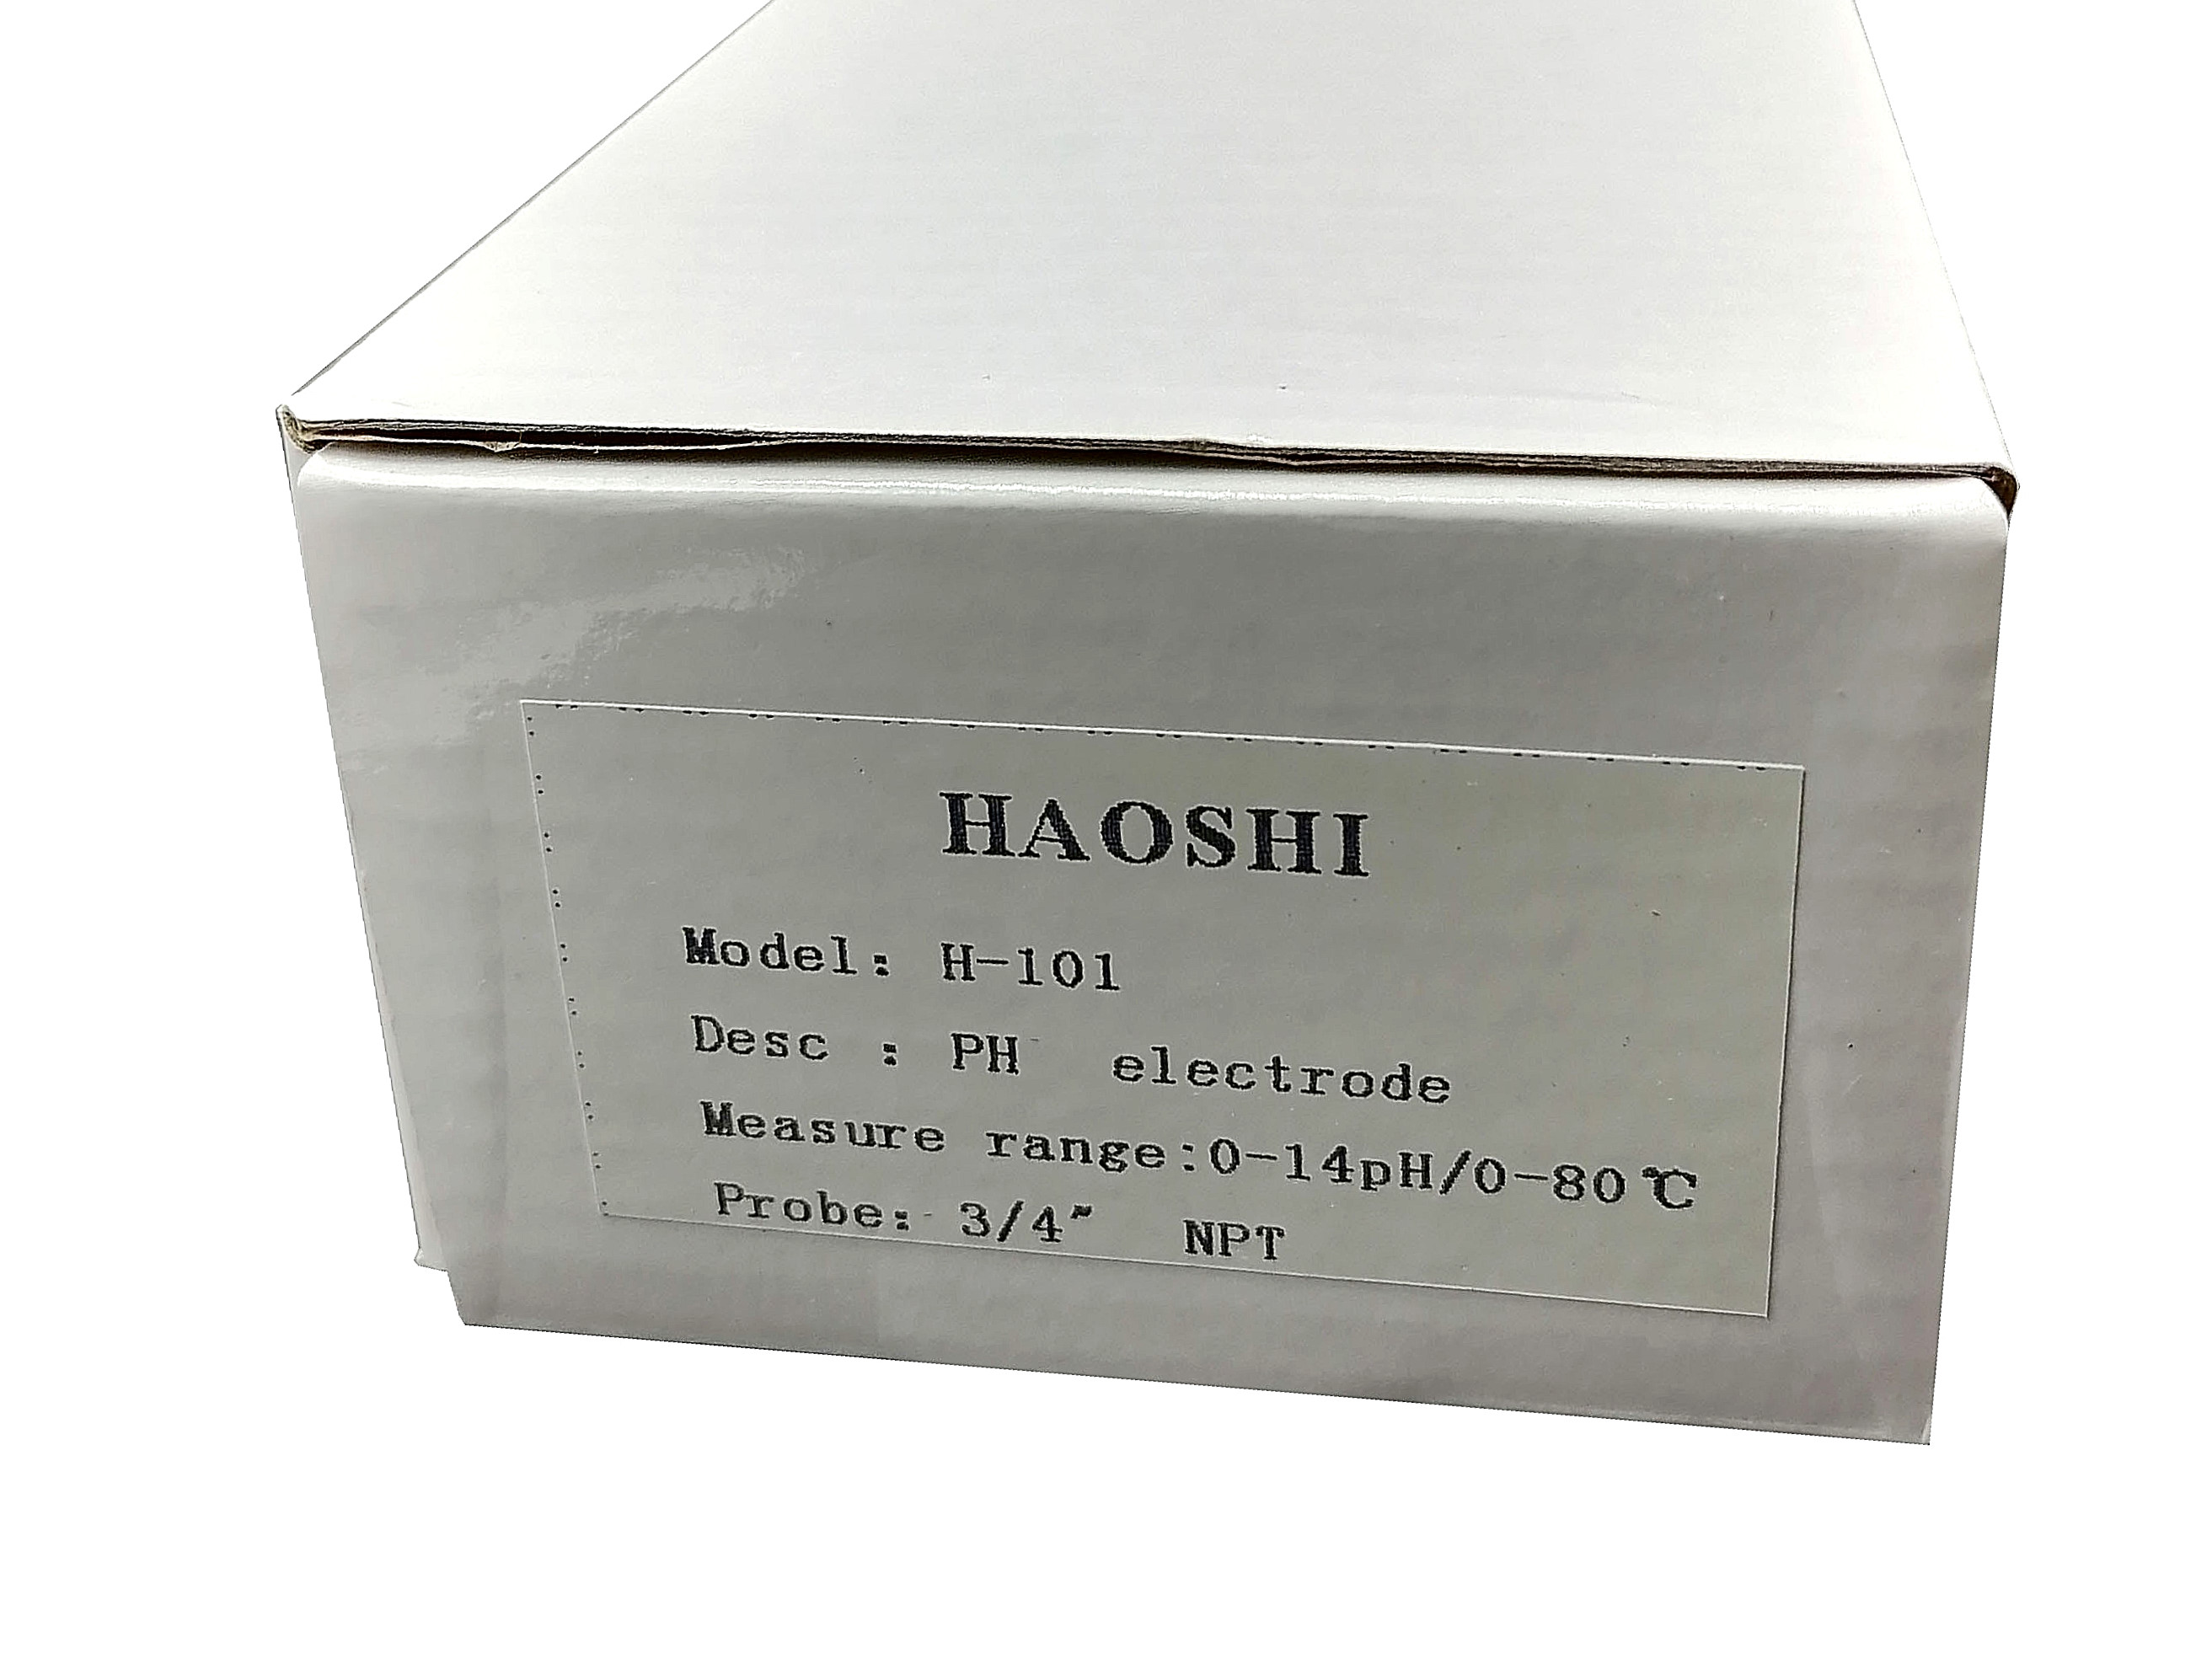 HAOSHI
Model: H-101
Desc : PH electrode
Measure range:0-14pH/0-80℃
Probe: 3/4" NPT